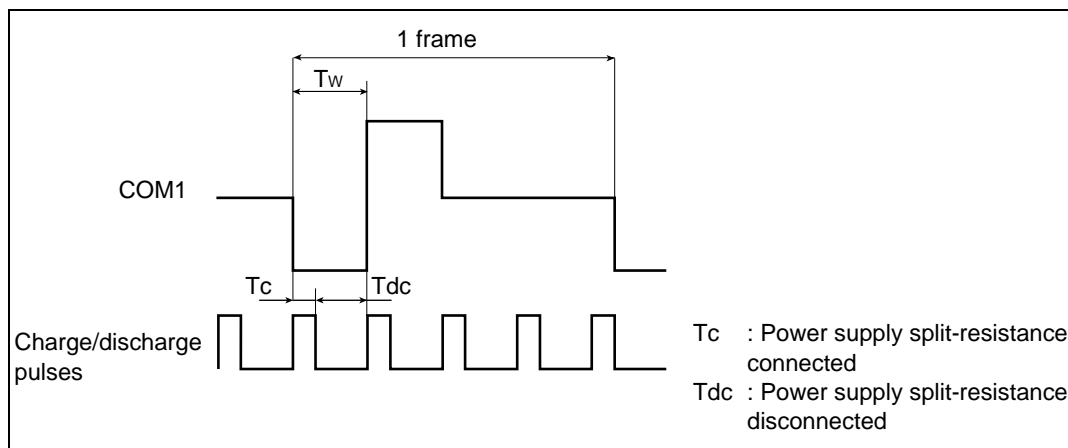 1 frame
Tw
COM1
Tc
Tdc
Charge/discharge
pulses
Tc : Power supply split-resistance
connected
Tdc : Power supply split-resistance
disconnected